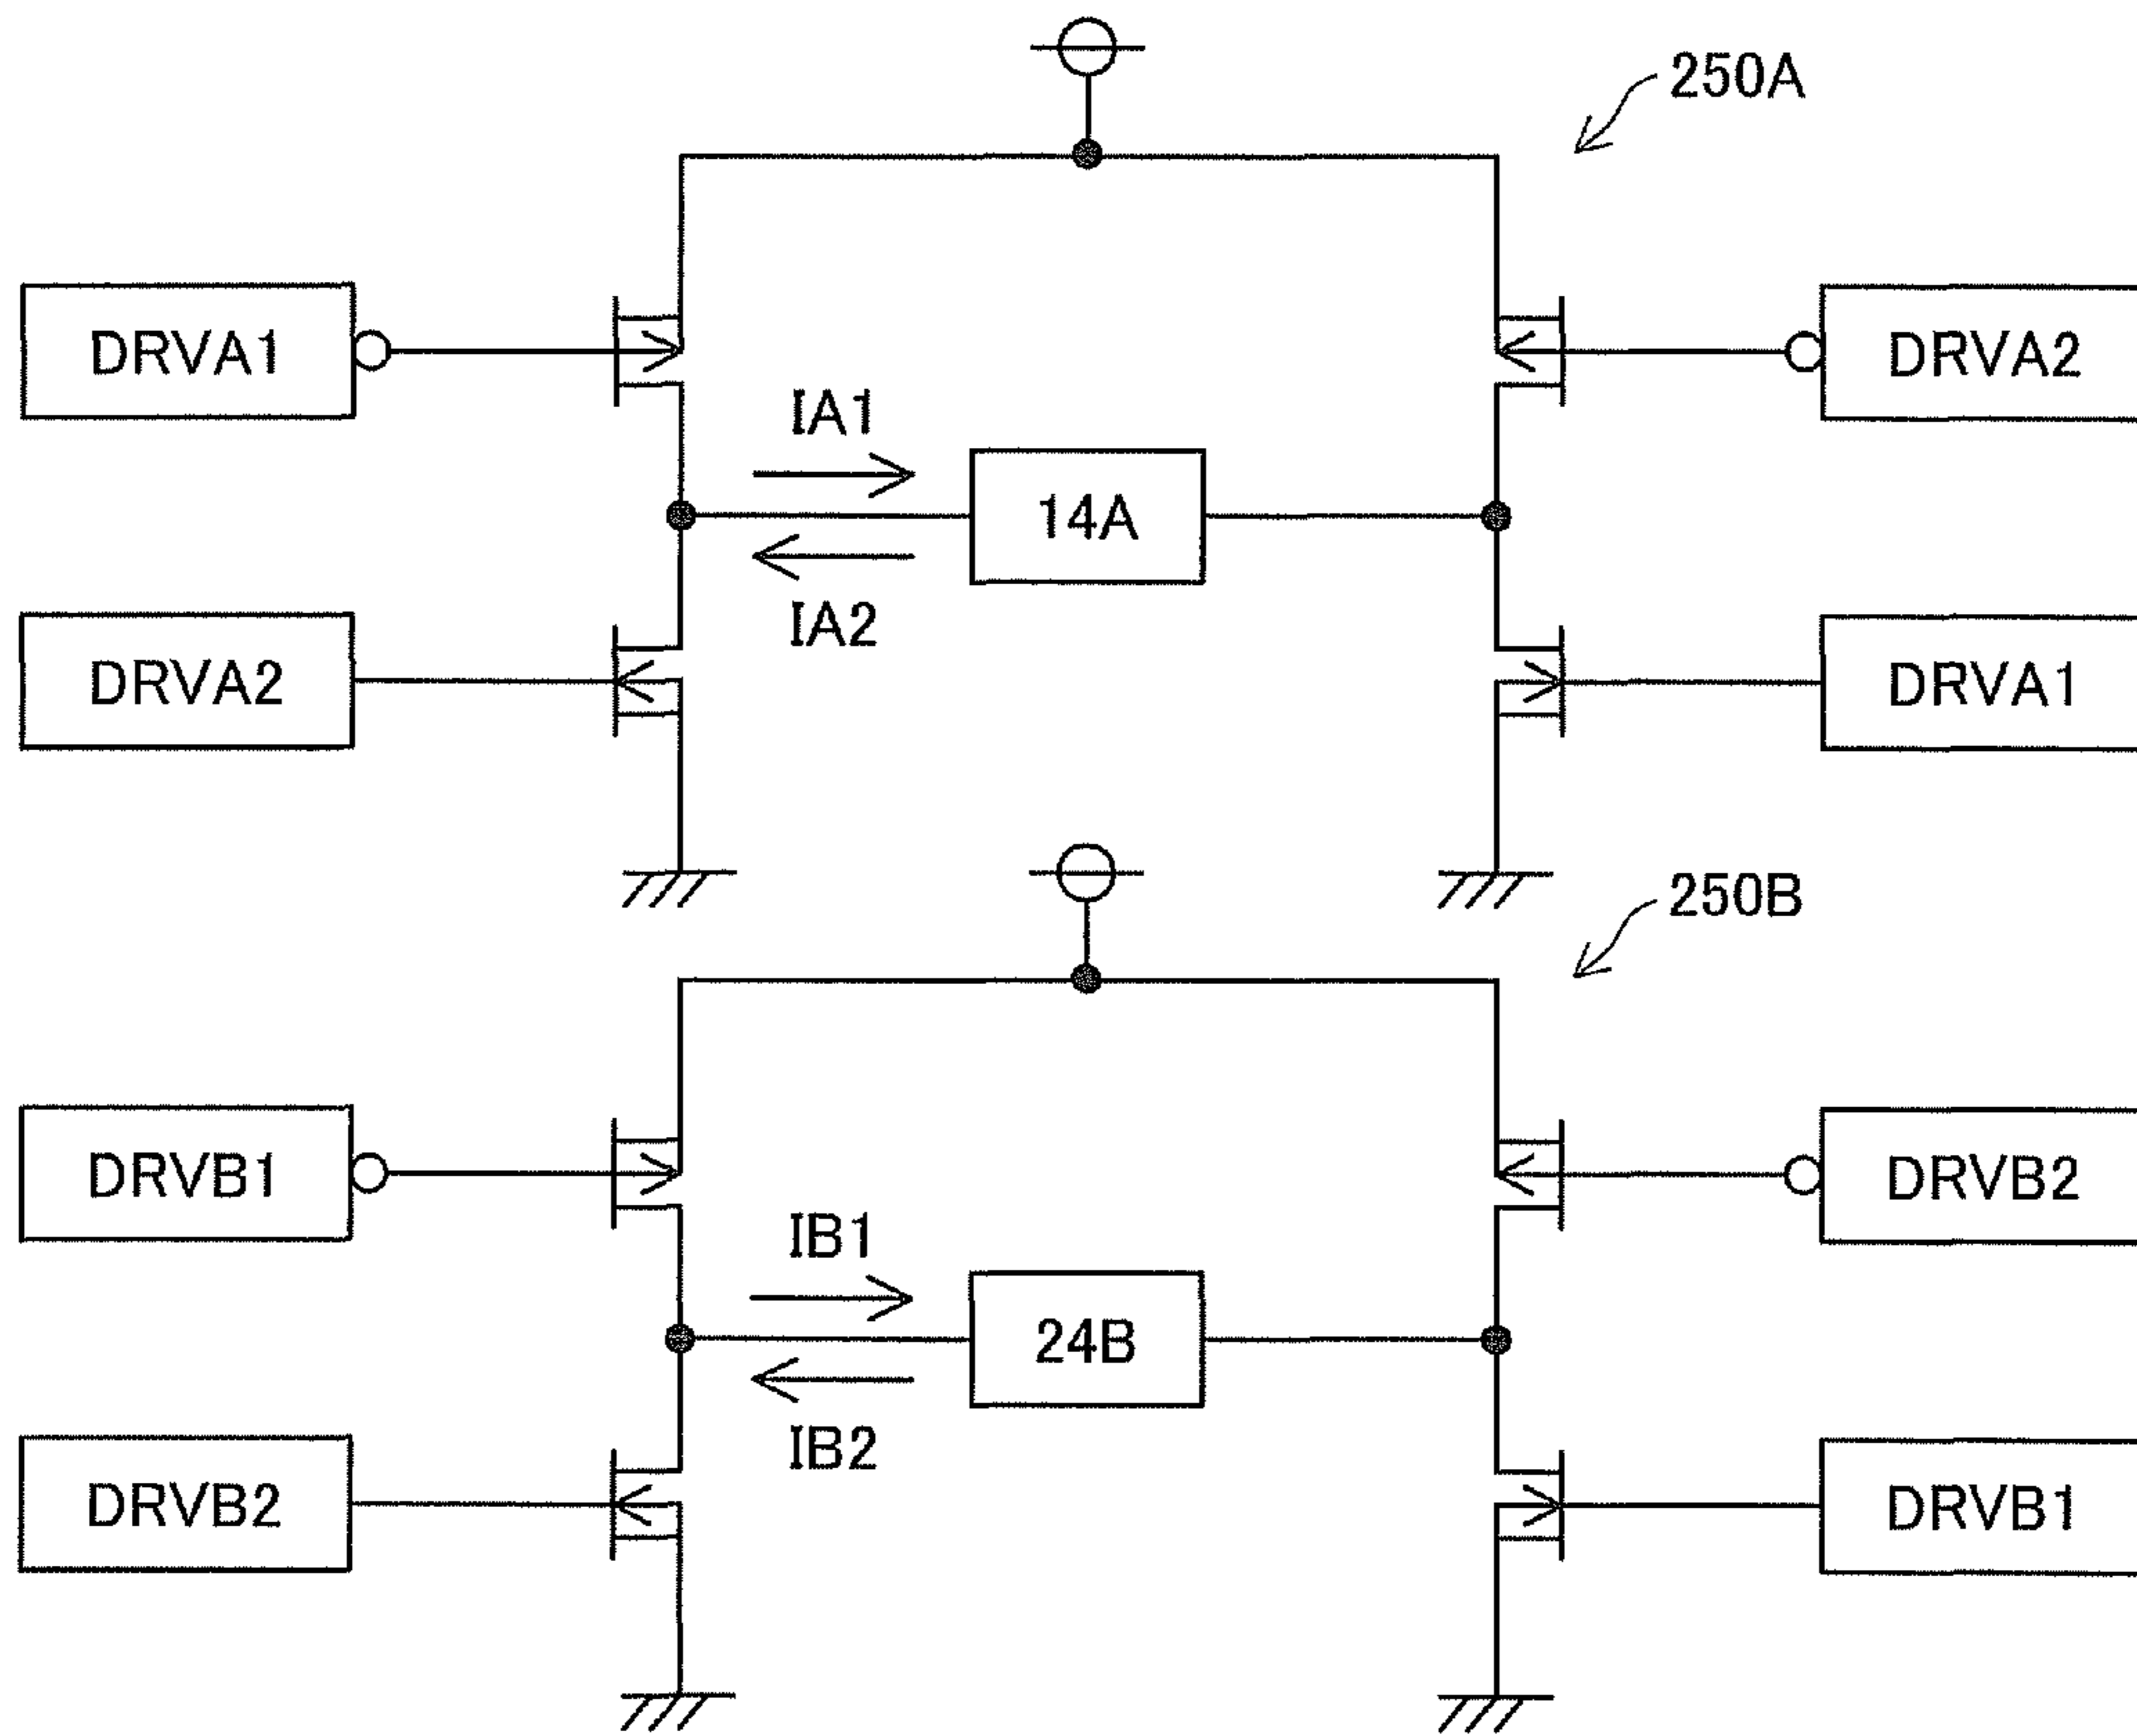 250A
DRVA1
DRVA2
IA1
14A
IA2
DRVA2
DRVA1
250B
DRVB1
DRVB2
IB1
24B
IB2
DRVB2
DRVB1